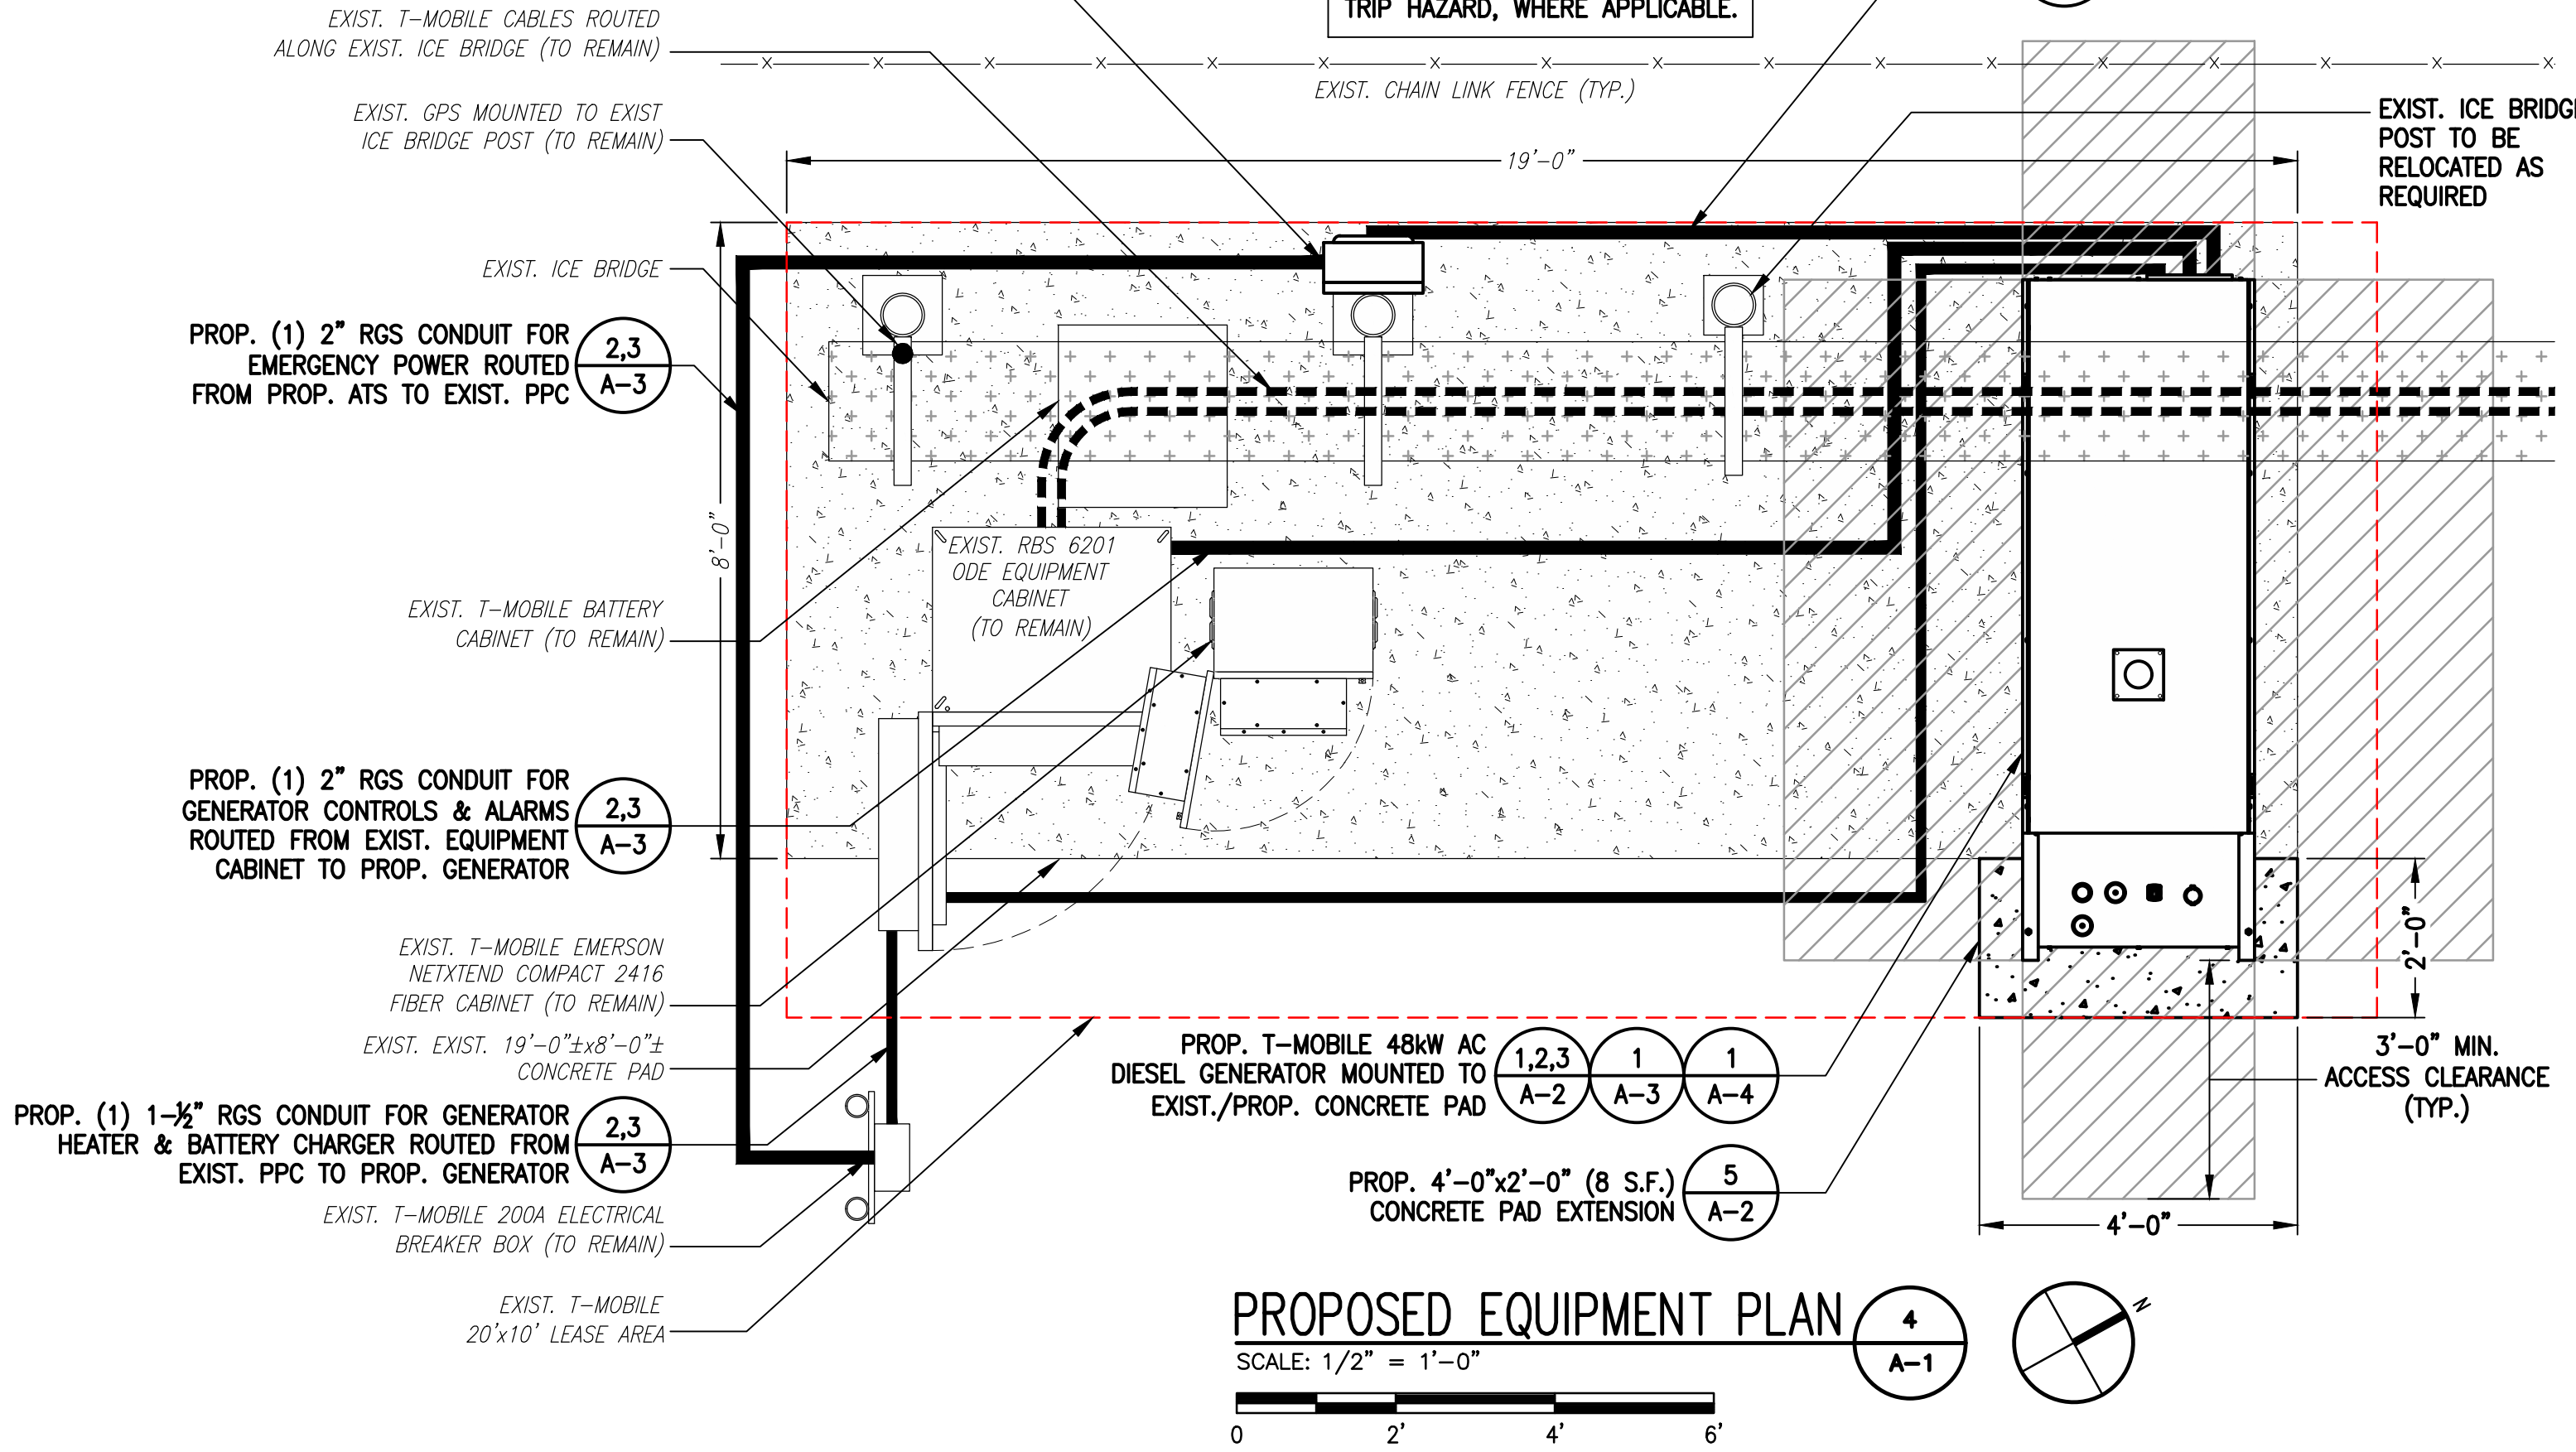 EXIST. T-MOBILE CABLES ROUTED
ALONG EXIST. ICE BRIDGE (TO REMAIN)
TRIP HAZARD, WHERE APPLICABLE.
EXIST. CHAIN LINK FENCE (TYP.)
EXIST. GPS MOUNTED TO EXIST
ICE BRIDGE POST (TO REMAIN)
EXIST. ICE BRIDGE
POST TO BE
RELOCATED AS
REQUIRED
19'-0"
EXIST. ICE BRIDGE
PROP. (1) 2" RGS CONDUIT FOR
EMERGENCY POWER ROUTED
FROM PROP. ATS TO EXIST. PPC
2,3
A-3
8'-0"
EXIST. RBS 6201
ODE EQUIPMENT
CABINET
(TO REMAIN)
EXIST. T-MOBILE BATTERY
CABINET (TO REMAIN)
PROP. (1) 2" RGS CONDUIT FOR
GENERATOR CONTROLS & ALARMS
ROUTED FROM EXIST. EQUIPMENT
CABINET TO PROP. GENERATOR
2,3
A-3
EXIST. T-MOBILE EMERSON
NETXTEND COMPACT 2416
FIBER CABINET (TO REMAIN)
EXIST. EXIST. 19'-0"±x8'-0"±
CONCRETE PAD
PROP. (1) 1-½" RGS CONDUIT FOR GENERATOR
HEATER & BATTERY CHARGER ROUTED FROM
EXIST. PPC TO PROP. GENERATOR
2,3
A-3
EXIST. T-MOBILE 200A ELECTRICAL
BREAKER BOX (TO REMAIN)
EXIST. T-MOBILE
20'x10' LEASE AREA
PROP. T-MOBILE 48kW AC
DIESEL GENERATOR MOUNTED TO
EXIST./PROP. CONCRETE PAD
1,2,3
A-2
1
A-3
1
A-4
PROP. 4'-0"x2'-0" (8 S.F.)
CONCRETE PAD EXTENSION
5
A-2
2'-0"
3'-0" MIN.
ACCESS CLEARANCE
(TYP.)
4'-0"
PROPOSED EQUIPMENT PLAN
4
A-1
N
SCALE: 1/2" = 1'-0"
0 2' 4' 6'